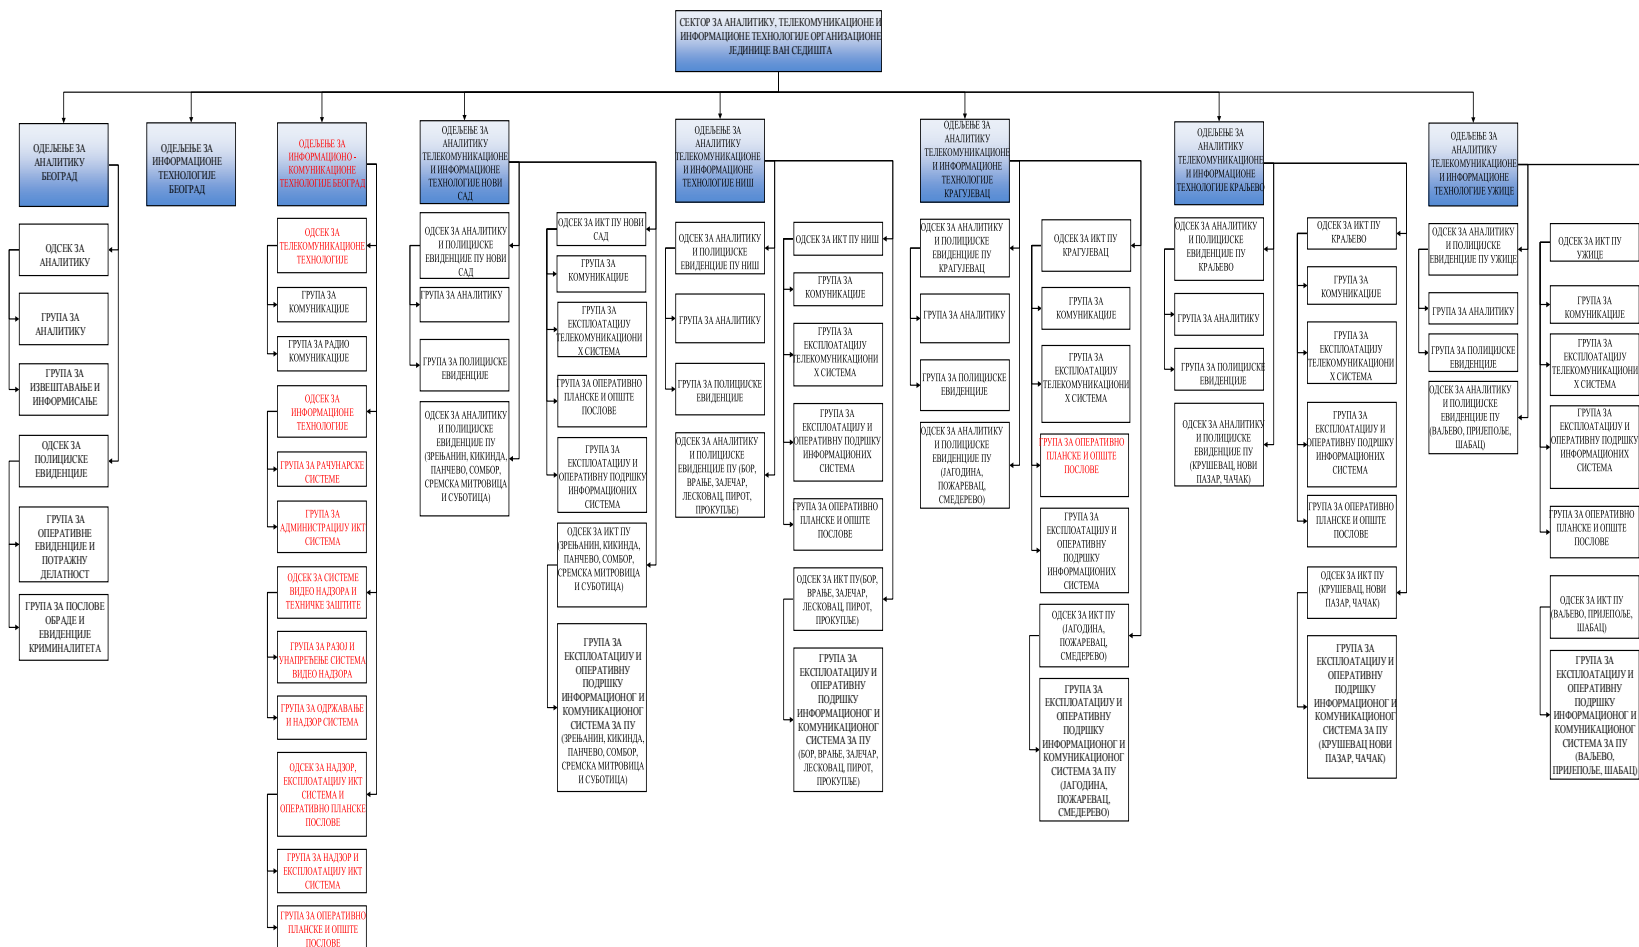 СЕКТОР ЗА АНАЛИТИКУ, ТЕЛЕКОМУНИКАЦИОНЕ И
ИНФОРМАЦИОНЕ ТЕХНОЛОГИЈЕ ОРГАНИЗАЦИОНЕ
ЈЕДИНИЦЕ ВАН СЕДИШТА
ОДЕЉЕЊЕ ЗА
АНАЛИТИКУ
БЕОГРАД
ОДСЕК ЗА
АНАЛИТИКУ
ГРУПА ЗА
АНАЛИТИКУ
ГРУПА ЗА
ИЗВЕШТАВАЊЕ И
ИНФОРМИСАЊЕ
ОДСЕК ЗА
ПОЛИЦИЈСКЕ
ЕВИДЕНЦИЈЕ
ГРУПА ЗА
ОПЕРАТИВНЕ
ЕВИДЕНЦИЈЕ И
ПОТРАЖНУ
ДЕЛАТНОСТ
ГРУПА ЗА ПОСЛОВЕ
ОБРАДЕ И
ЕВИДЕНЦИЈЕ
КРИМИНАЛИТЕТА
ОДЕЉЕЊЕ ЗА
ИНФОРМАЦИОНЕ
ТЕХНОЛОГИЈЕ
БЕОГРАД
ОДЕЉЕЊЕ ЗА
ИНФОРМАЦИОНО -
КОМУНИКАЦИОНЕ
ТЕХНОЛОГИЈЕ БЕОГРАД
ОДСЕК ЗА
ТЕЛЕКОМУНИКАЦИОНЕ
ТЕХНОЛОГИЈЕ
ГРУПА ЗА
КОМУНИКАЦИЈЕ
ГРУПА ЗА РАДИО
КОМУНИКАЦИЈЕ
ОДСЕК ЗА
ИНФОРМАЦИОНЕ
ТЕХНОЛОГИЈЕ
ГРУПА ЗА РАЧУНАРСКЕ
СИСТЕМЕ
ГРУПА ЗА
АДМИНИСТРАЦИЈУ ИКТ
СИСТЕМА
ОДСЕК ЗА СИСТЕМЕ
ВИДЕО НАДЗОРА И
ТЕХНИЧКЕ ЗАШТИТЕ
ГРУПА ЗА РАЗОЈ И
УНАПРЕЂЕЊЕ СИСТЕМА
ВИДЕО НАДЗОРА
ГРУПА ЗА ОДРЖАВАЊЕ
И НАДЗОР СИСТЕМА
ОДСЕК ЗА НАДЗОР,
ЕКСПЛОАТАЦИЈУ ИКТ
СИСТЕМА И
ОПЕРАТИВНО ПЛАНСКЕ
ПОСЛОВЕ
ГРУПА ЗА НАДЗОР И
ЕКСПЛОАТАЦИЈУ ИКТ
СИСТЕМА
ГРУПА ЗА ОПЕРАТИВНО
ПЛАНСКЕ И ОПШТЕ
ПОСЛОВЕ
ОДЕЉЕЊЕ ЗА
АНАЛИТИКУ
ТЕЛЕКОМУНИКАЦИОНЕ
И ИНФОРМАЦИОНЕ
ТЕХНОЛОГИЈЕ НОВИ
САД
ОДСЕК ЗА АНАЛИТИКУ
И ПОЛИЦИЈСКЕ
ЕВИДЕНЦИЈЕ ПУ НОВИ
САД
ГРУПА ЗА АНАЛИТИКУ
ГРУПА ЗА ПОЛИЦИЈСКЕ
ЕВИДЕНЦИЈЕ
ОДСЕК ЗА АНАЛИТИКУ
И ПОЛИЦИЈСКЕ
ЕВИДЕНЦИЈЕ ПУ
(ЗРЕЊАНИН, КИКИНДА,
ПАНЧЕВО, СОМБОР,
СРЕМСКА МИТРОВИЦА
И СУБОТИЦА)
ОДСЕК ЗА ИКТ ПУ НОВИ
САД
ГРУПА ЗА
КОМУНИКАЦИЈЕ
ГРУПА ЗА
ЕКСПЛОАТАЦИЈУ
ТЕЛЕКОМУНИКАЦИОНИ
Х СИСТЕМА
ГРУПА ЗА ОПЕРАТИВНО
ПЛАНСКЕ И ОПШТЕ
ПОСЛОВЕ
ГРУПА ЗА
ЕКСПЛОАТАЦИЈУ И
ОПЕРАТИВНУ ПОДРШКУ
ИНФОРМАЦИОНИХ
СИСТЕМА
ОДСЕК ЗА ИКТ ПУ
(ЗРЕЊАНИН, КИКИНДА,
ПАНЧЕВО, СОМБОР,
СРЕМСКА МИТРОВИЦА
И СУБОТИЦА)
ГРУПА ЗА
ЕКСПЛОАТАЦИЈУ И
ОПЕРАТИВНУ
ПОДРШКУ
ИНФОРМАЦИОНОГ И
КОМУНИКАЦИОНОГ
СИСТЕМА ЗА ПУ
(ЗРЕЊАНИН, КИКИНДА,
ПАНЧЕВО, СОМБОР,
СРЕМСКА МИТРОВИЦА
И СУБОТИЦА)
ОДЕЉЕЊЕ ЗА
АНАЛИТИКУ
ТЕЛЕКОМУНИКАЦИОНЕ
И ИНФОРМАЦИОНЕ
ТЕХНОЛОГИЈЕ НИШ
ОДСЕК ЗА АНАЛИТИКУ
И ПОЛИЦИЈСКЕ
ЕВИДЕНЦИЈЕ ПУ НИШ
ГРУПА ЗА АНАЛИТИКУ
ГРУПА ЗА ПОЛИЦИЈСКЕ
ЕВИДЕНЦИЈЕ
ОДСЕК ЗА АНАЛИТИКУ
И ПОЛИЦИЈСКЕ
ЕВИДЕНЦИЈЕ ПУ (БОР,
ВРАЊЕ, ЗАЈЕЧАР,
ЛЕСКОВАЦ, ПИРОТ,
ПРОКУПЉЕ)
ОДСЕК ЗА ИКТ ПУ НИШ
ГРУПА ЗА
КОМУНИКАЦИЈЕ
ГРУПА ЗА
ЕКСПЛОАТАЦИЈУ
ТЕЛЕКОМУНИКАЦИОНИ
Х СИСТЕМА
ГРУПА ЗА
ЕКСПЛОАТАЦИЈУ И
ОПЕРАТИВНУ ПОДРШКУ
ИНФОРМАЦИОНИХ
СИСТЕМА
ГРУПА ЗА ОПЕРАТИВНО
ПЛАНСКЕ И ОПШТЕ
ПОСЛОВЕ
ОДСЕК ЗА ИКТ ПУ(БОР,
ВРАЊЕ, ЗАЈЕЧАР,
ЛЕСКОВАЦ, ПИРОТ,
ПРОКУПЉЕ)
ГРУПА ЗА
ЕКСПЛОАТАЦИЈУ И
ОПЕРАТИВНУ
ПОДРШКУ
ИНФОРМАЦИОНОГ И
КОМУНИКАЦИОНОГ
СИСТЕМА ЗА ПУ
(БОР, ВРАЊЕ, ЗАЈЕЧАР,
ЛЕСКОВАЦ, ПИРОТ,
ПРОКУПЉЕ)
ОДЕЉЕЊЕ ЗА
АНАЛИТИКУ
ТЕЛЕКОМУНИКАЦИОНЕ
И ИНФОРМАЦИОНЕ
ТЕХНОЛОГИЈЕ
КРАГУЈЕВАЦ
ОДСЕК ЗА АНАЛИТИКУ
И ПОЛИЦИЈСКЕ
ЕВИДЕНЦИЈЕ ПУ
КРАГУЈЕВАЦ
ГРУПА ЗА АНАЛИТИКУ
ГРУПА ЗА ПОЛИЦИЈСКЕ
ЕВИДЕНЦИЈЕ
ОДСЕК ЗА АНАЛИТИКУ
И ПОЛИЦИЈСКЕ
ЕВИДЕНЦИЈЕ ПУ
(ЈАГОДИНА,
ПОЖАРЕВАЦ,
СМЕДЕРЕВО)
ОДСЕК ЗА ИКТ ПУ
КРАГУЈЕВАЦ
ГРУПА ЗА
КОМУНИКАЦИЈЕ
ГРУПА ЗА
ЕКСПЛОАТАЦИЈУ
ТЕЛЕКОМУНИКАЦИОНИ
Х СИСТЕМА
ГРУПА ЗА ОПЕРАТИВНО
ПЛАНСКЕ И ОПШТЕ
ПОСЛОВЕ
ГРУПА ЗА
ЕКСПЛОАТАЦИЈУ И
ОПЕРАТИВНУ
ПОДРШКУ
ИНФОРМАЦИОНИХ
СИСТЕМА
ОДСЕК ЗА ИКТ ПУ
(ЈАГОДИНА,
ПОЖАРЕВАЦ,
СМЕДЕРЕВО)
ГРУПА ЗА
ЕКСПЛОАТАЦИЈУ И
ОПЕРАТИВНУ
ПОДРШКУ
ИНФОРМАЦИОНОГ И
КОМУНИКАЦИОНОГ
СИСТЕМА ЗА ПУ
(ЈАГОДИНА,
ПОЖАРЕВАЦ,
СМЕДЕРЕВО)
ОДЕЉЕЊЕ ЗА
АНАЛИТИКУ
ТЕЛЕКОМУНИКАЦИОНЕ
И ИНФОРМАЦИОНЕ
ТЕХНОЛОГИЈЕ КРАЉЕВО
ОДСЕК ЗА АНАЛИТИКУ
И ПОЛИЦИЈСКЕ
ЕВИДЕНЦИЈЕ ПУ
КРАЉЕВО
ГРУПА ЗА АНАЛИТИКУ
ГРУПА ЗА ПОЛИЦИЈСКЕ
ЕВИДЕНЦИЈЕ
ОДСЕК ЗА АНАЛИТИКУ
И ПОЛИЦИЈСКЕ
ЕВИДЕНЦИЈЕ ПУ
(КРУШЕВАЦ, НОВИ
ПАЗАР, ЧАЧАК)
ОДСЕК ЗА ИКТ ПУ
КРАЉЕВО
ГРУПА ЗА
КОМУНИКАЦИЈЕ
ГРУПА ЗА
ЕКСПЛОАТАЦИЈУ
ТЕЛЕКОМУНИКАЦИОНИ
Х СИСТЕМА
ГРУПА ЗА
ЕКСПЛОАТАЦИЈУ И
ОПЕРАТИВНУ ПОДРШКУ
ИНФОРМАЦИОНИХ
СИСТЕМА
ГРУПА ЗА ОПЕРАТИВНО
ПЛАНСКЕ И ОПШТЕ
ПОСЛОВЕ
ОДСЕК ЗА ИКТ ПУ
(КРУШЕВАЦ, НОВИ
ПАЗАР, ЧАЧАК)
ГРУПА ЗА
ЕКСПЛОАТАЦИЈУ И
ОПЕРАТИВНУ
ПОДРШКУ
ИНФОРМАЦИОНОГ И
КОМУНИКАЦИОНОГ
СИСТЕМА ЗА ПУ
(КРУШЕВАЦ НОВИ
ПАЗАР, ЧАЧАК)
ОДЕЉЕЊЕ ЗА
АНАЛИТИКУ
ТЕЛЕКОМУНИКАЦИОНЕ
И ИНФОРМАЦИОНЕ
ТЕХНОЛОГИЈЕ УЖИЦЕ
ОДСЕК ЗА АНАЛИТИКУ
И ПОЛИЦИЈСКЕ
ЕВИДЕНЦИЈЕ ПУ УЖИЦЕ
ГРУПА ЗА АНАЛИТИКУ
ГРУПА ЗА ПОЛИЦИЈСКЕ
ЕВИДЕНЦИЈЕ
ОДСЕК ЗА АНАЛИТИКУ
И ПОЛИЦИЈСКЕ
ЕВИДЕНЦИЈЕ ПУ
(ВАЉЕВО, ПРИЈЕПОЉЕ,
ШАБАЦ)
ОДСЕК ЗА ИКТ ПУ
УЖИЦЕ
ГРУПА ЗА
КОМУНИКАЦИЈЕ
ГРУПА ЗА
ЕКСПЛОАТАЦИЈУ
ТЕЛЕКОМУНИКАЦИОНИ
Х СИСТЕМА
ГРУПА ЗА
ЕКСПЛОАТАЦИЈУ И
ОПЕРАТИВНУ ПОДРШКУ
ИНФОРМАЦИОНИХ
СИСТЕМА
ГРУПА ЗА ОПЕРАТИВНО
ПЛАНСКЕ И ОПШТЕ
ПОСЛОВЕ
ОДСЕК ЗА ИКТ ПУ
(ВАЉЕВО, ПРИЈЕПОЉЕ,
ШАБАЦ)
ГРУПА ЗА
ЕКСПЛОАТАЦИЈУ И
ОПЕРАТИВНУ
ПОДРШКУ
ИНФОРМАЦИОНОГ И
КОМУНИКАЦИОНОГ
СИСТЕМА ЗА ПУ
(ВАЉЕВО,
ПРИЈЕПОЉЕ, ШАБАЦ)